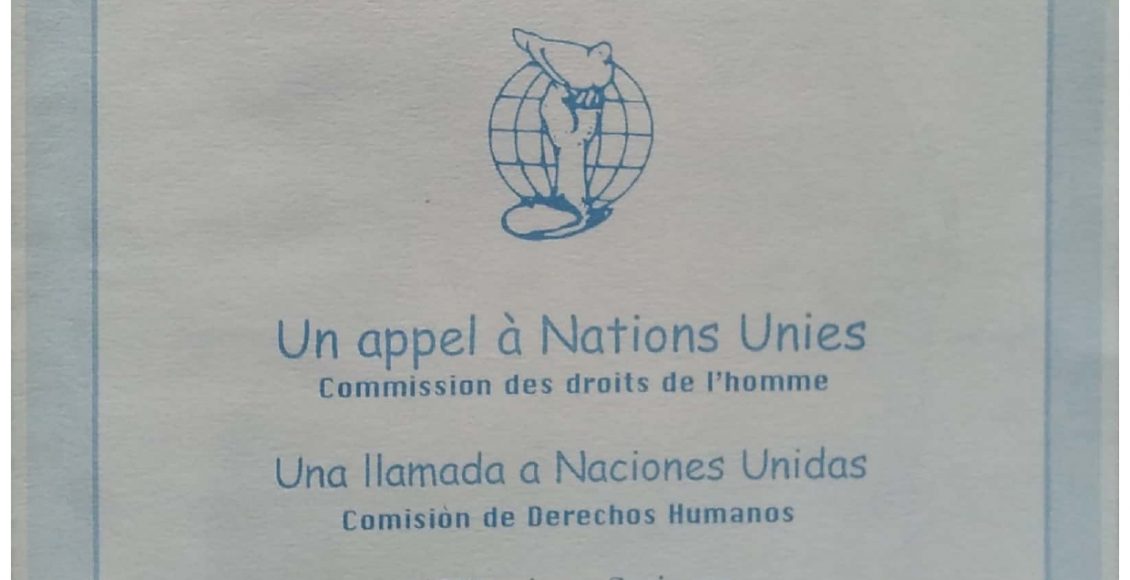 Un appel à Nations Unies
Commission des droits de l'homme
Una llamada a Naciones Unidas
Comisiòn de Derechos Humanos